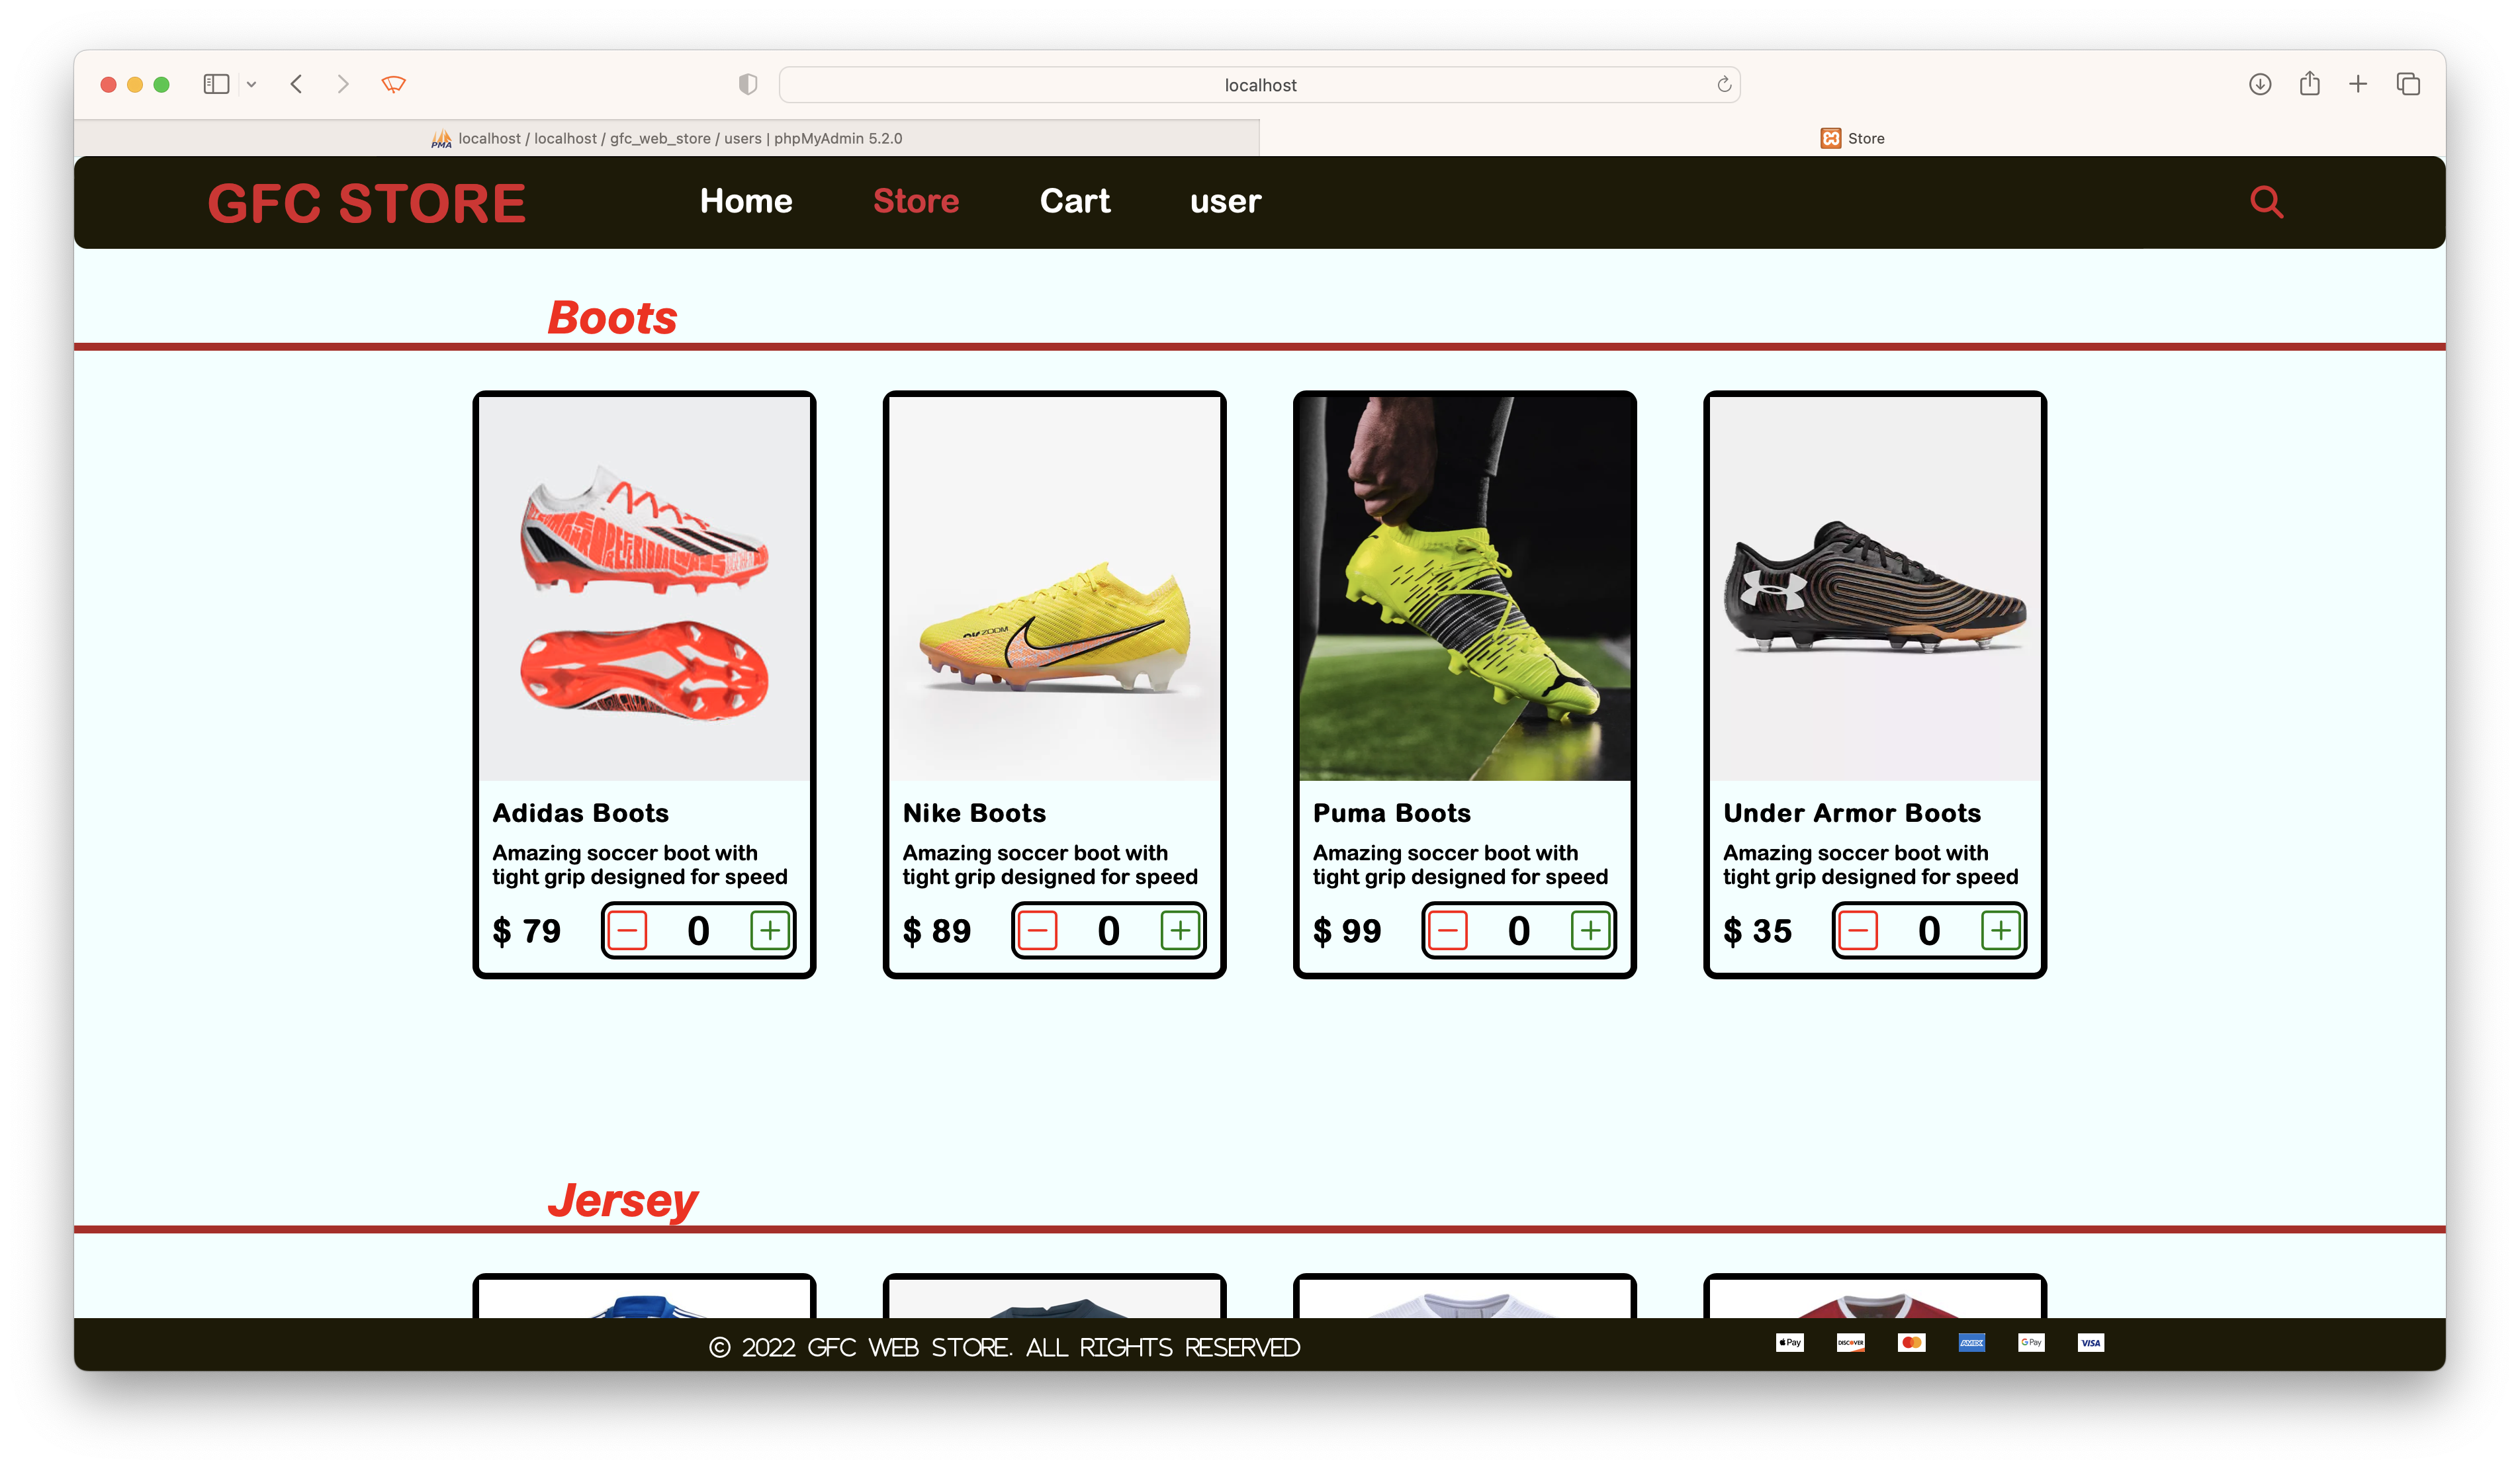 localhost
localhost / localhost / gfc_web_store / users | phpMyAdmin 5.2.0
Store
GFC STORE
Home
Store
Cart
user
Boots
ZOOM
Adidas Boots
Amazing soccer boot with
tight grip designed for speed
$ 79
0
Nike Boots
Amazing soccer boot with
tight grip designed for speed
$ 89
0
Puma Boots
Amazing soccer boot with
tight grip designed for speed
$ 99
0
Under Armor Boots
Amazing soccer boot with
tight grip designed for speed
$ 35
0
Jersey
© 2022 GFC WEB STORE. ALL RIGHTS RESERVED
Pay
DISCOVER
AMEX
G Pay
VISA
PMA